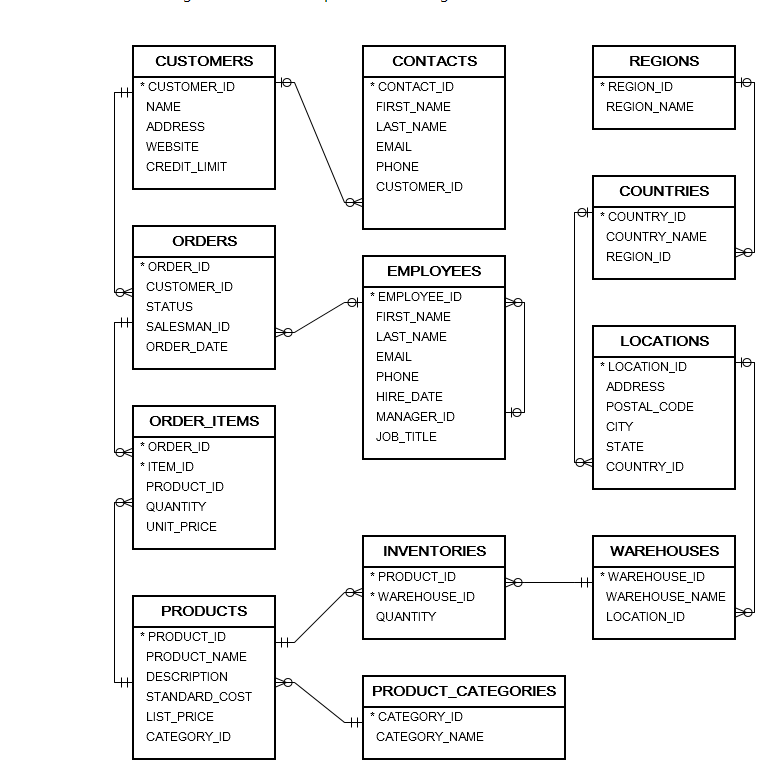 CUSTOMERS
* CUSTOMER_ID
NAME
ADDRESS
WEBSITE
CREDIT_LIMIT
CONTACTS
* CONTACT_ID
FIRST_NAME
LAST_NAME
EMAIL
PHONE
CUSTOMER_ID
REGIONS
* REGION_ID
REGION_NAME
COUNTRIES
* COUNTRY_ID
COUNTRY_NAME
REGION_ID
ORDERS
* ORDER_ID
CUSTOMER_ID
STATUS
SALESMAN_ID
ORDER_DATE
EMPLOYEES
* EMPLOYEE_ID
FIRST_NAME
LAST_NAME
EMAIL
PHONE
HIRE_DATE
MANAGER_ID
JOB_TITLE
LOCATIONS
* LOCATION_ID
ADDRESS
POSTAL_CODE
CITY
STATE
COUNTRY_ID
ORDER_ITEMS
* ORDER_ID
* ITEM_ID
PRODUCT_ID
QUANTITY
UNIT_PRICE
INVENTORIES
* PRODUCT_ID
* WAREHOUSE_ID
QUANTITY
WAREHOUSES
* WAREHOUSE_ID
WAREHOUSE_NAME
LOCATION_ID
PRODUCTS
* PRODUCT_ID
PRODUCT_NAME
DESCRIPTION
STANDARD_COST
LIST_PRICE
CATEGORY_ID
PRODUCT_CATEGORIES
* CATEGORY_ID
CATEGORY_NAME